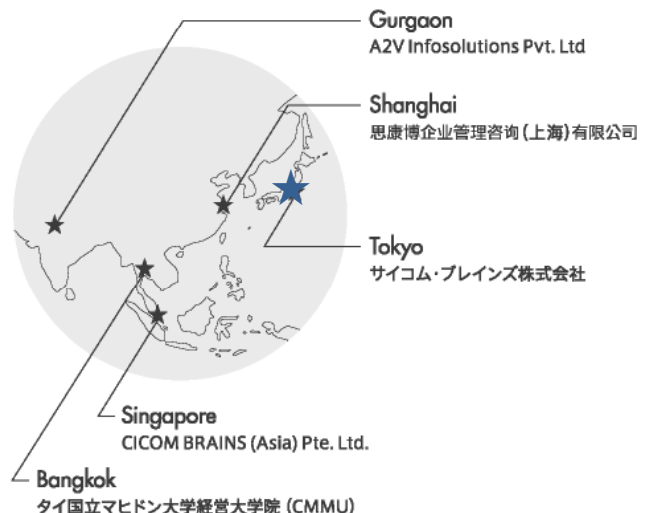 Gurgaon
A2V Infosolutions Pvt. Ltd
Shanghai
思康博企业管理咨询(上海)有限公司
Tokyo
サイコム・ブレインズ株式会社
Singapore
CICOM BRAINS (Asia) Pte. Ltd.
Bangkok
タイ国立マヒドン大学経営大学院 (CMMU)